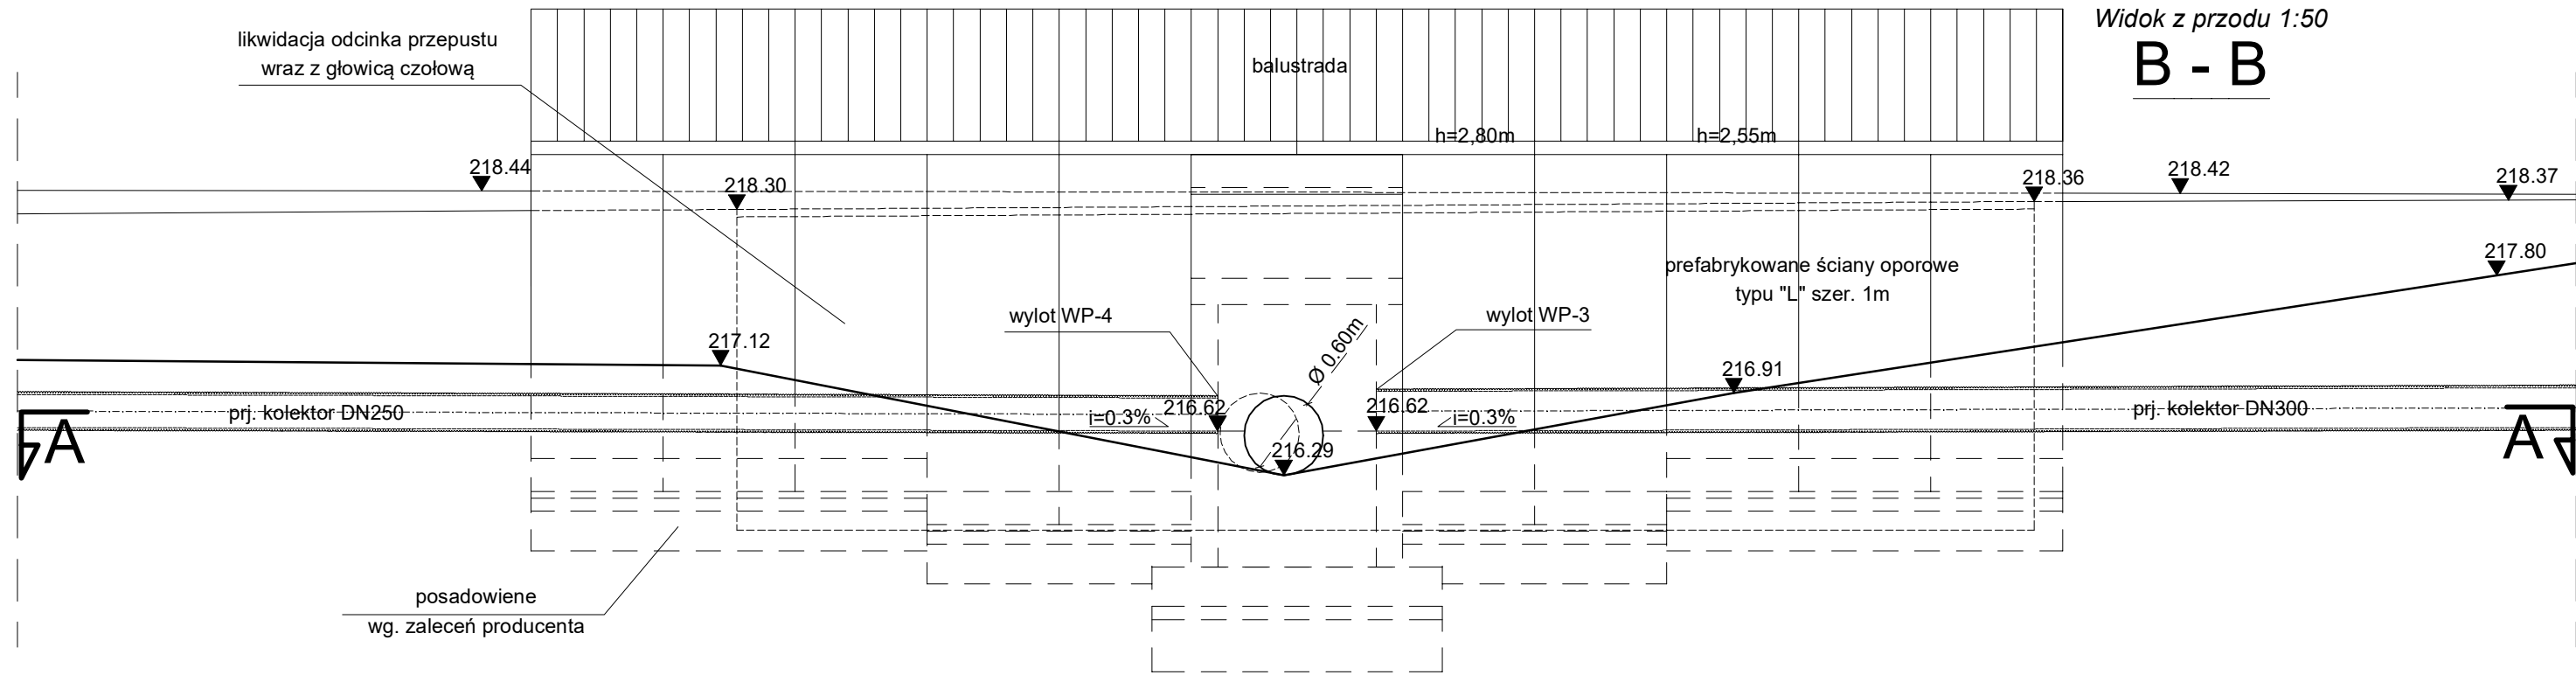 Widok z przodu 1:50
B - B
likwidacja odcinka przepustu
wraz z głowicą czołową
balustrada
h=2,80m
h=2,55m
218.44
218.30
218.36
218.42
218.37
217.80
prefabrykowane ściany oporowe
typu "L" szer. 1m
wylot WP-4
wylot WP-3
Ø 0.60m
217.12
216.91
prj. kolektor DN250
i=0.3%
216.62
216.62
i=0.3%
prj. kolektor DN300
A
A
216.29
posadowiene
wg. zaleceń producenta